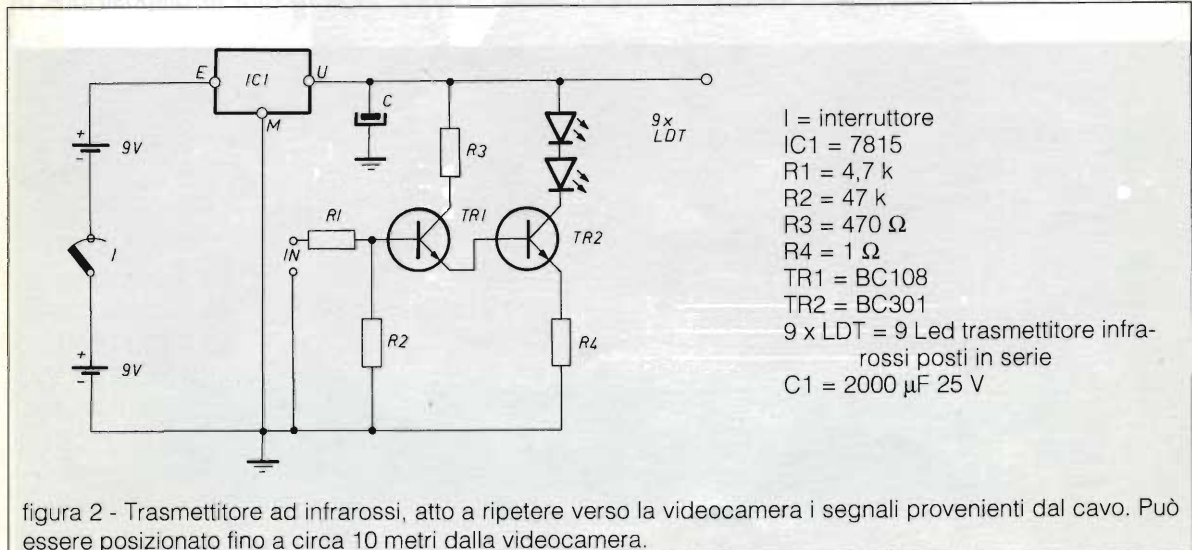 E
IC1
U
M
C
+
9V
-
I
+
9V
-
R3
9x
LDT
R1
IN
TR1
TR2
R2
R4
I = interruttore
IC1 = 7815
R1 = 4,7 k
R2 = 47 k
R3 = 470 Ω
R4 = 1 Ω
TR1 = BC108
TR2 = BC301
9 x LDT = 9 Led trasmettitore infra-
rossi posti in serie
C1 = 2000 µF 25 V
figura 2 - Trasmettitore ad infrarossi, atto a ripetere verso la videocamera i segnali provenienti dal cavo. Può
essere posizionato fino a circa 10 metri dalla videocamera.